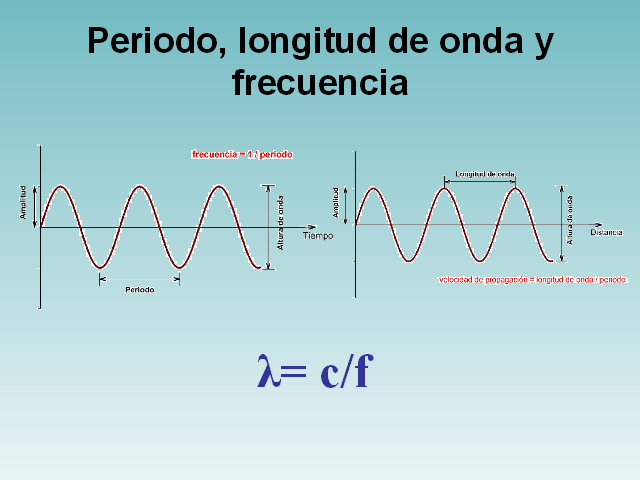 Periodo, longitud de onda y
frecuencia
frecuencia = 1 / periodo
Amplitud
Altura de onda
Tiempo
Periodo
Longitud de onda
Amplitud
Altura de onda
Distancia
velocidad de propagación = longitud de onda / periodo
λ= c/f